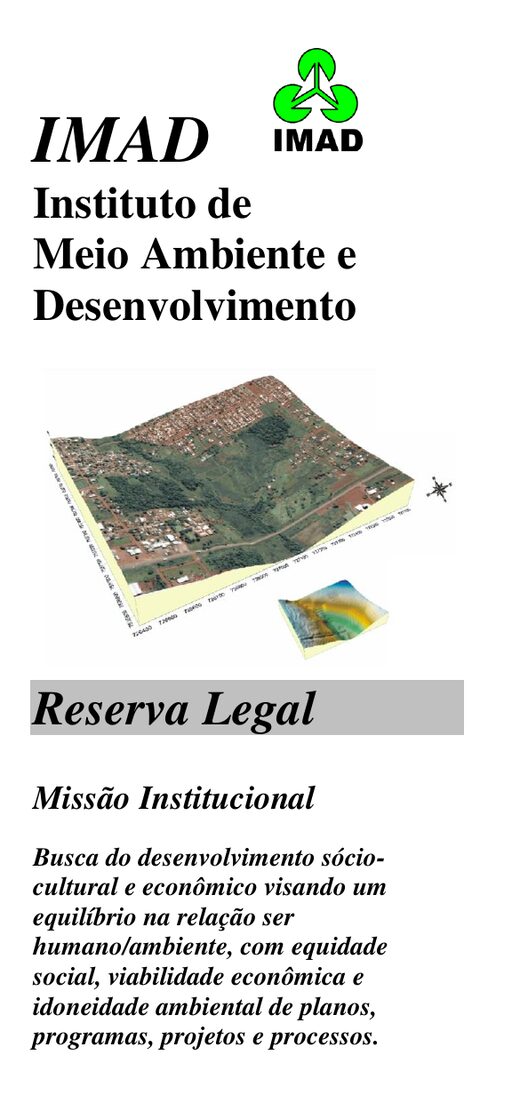 IMAD
IMAD
Instituto de
Meio Ambiente e
Desenvolvimento
Reserva Legal
Missão Institucional
Busca do desenvolvimento sócio-
cultural e econômico visando um
equilíbrio na relação ser
humano/ambiente, com equidade
social, viabilidade econômica e
idoneidade ambiental de planos,
programas, projetos e processos.